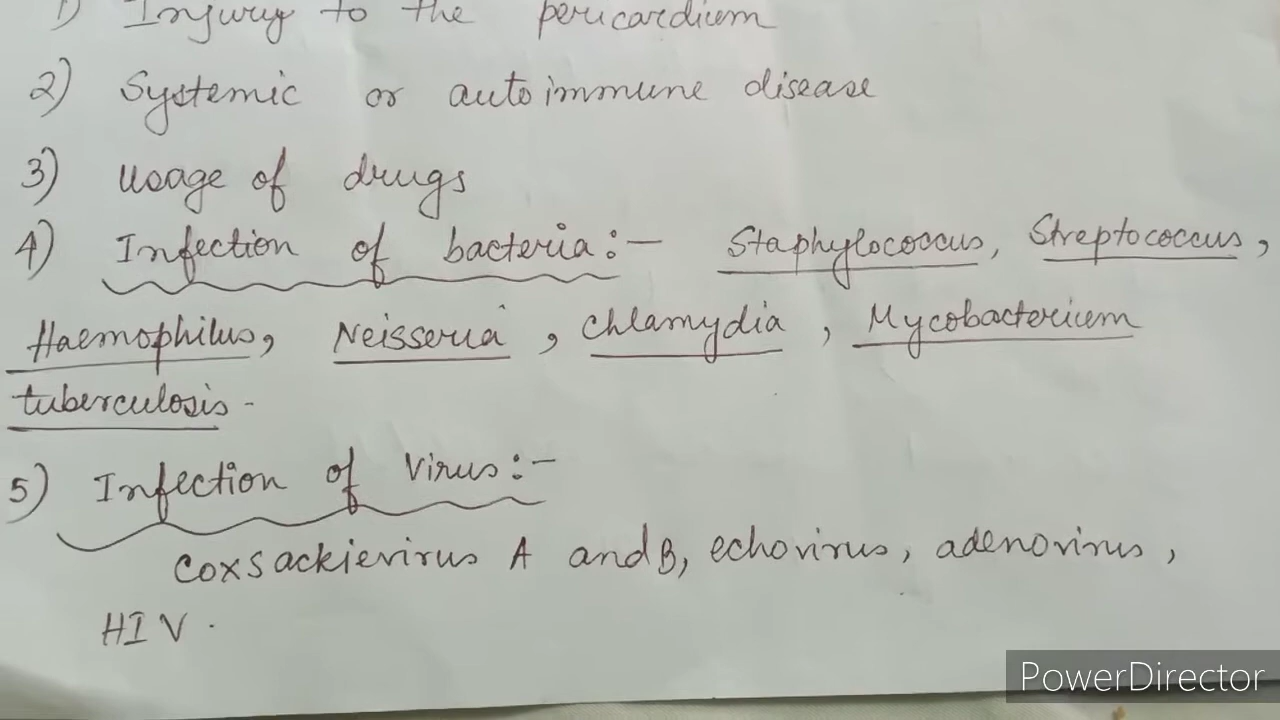 1) Injury to the pericardium
2) Systemic or autoimmune disease
3) Usage of drugs
4) Infection of bacteria:- Staphylococcus, Streptococcus,
Haemophilus, Neisseria, Chlamydia, Mycobacterium
tuberculosis-
5) Infection of Virus:-
Coxsackievirus A and B, echovirus, adenovirus,
HIV.
PowerDirector